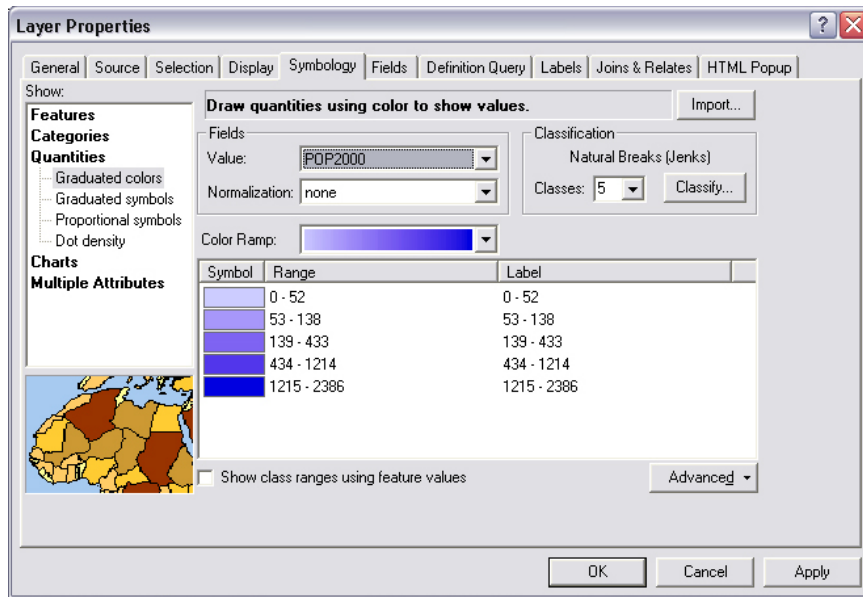 Layer Properties
General Source Selection Display Symbology Fields Definition Query Labels Joins & Relates HTML Popup
Show:
Features
Categories
Quantities
Graduated colors
Graduated symbols
Proportional symbols
Dot density
Charts
Multiple Attributes
Draw quantities using color to show values.
Import...
Fields
Value: POP2000
Normalization: none
Classification
Natural Breaks (Jenks)
Classes: 5 Classify...
Color Ramp:
Symbol Range Label
0 - 52 0 - 52
53 - 138 53 - 138
139 - 433 139 - 433
434 - 1214 434 - 1214
1215 - 2386 1215 - 2386
Show class ranges using feature values
Advanced
OK Cancel Apply